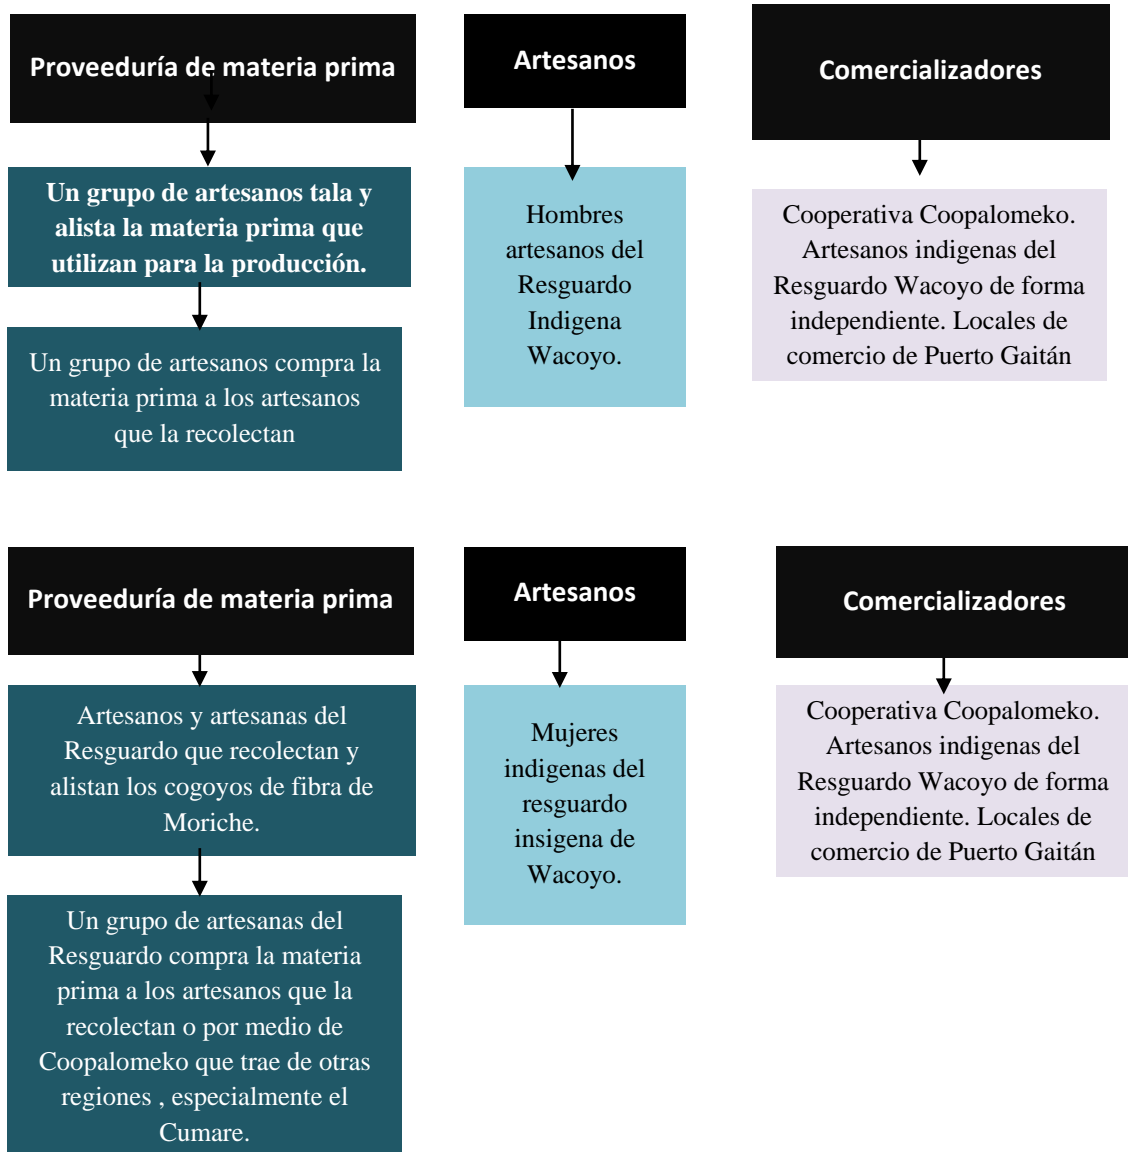 Proveeduría de materia prima
Un grupo de artesanos tala y
alista la materia prima que
utilizan para la producción.
Un grupo de artesanos compra la
materia prima a los artesanos
que la recolectan
Artesanos
Hombres
artesanos del
Resguardo
Indigena
Wacoyo.
Comercializadores
Cooperativa Coopalomeko.
Artesanos indigenas del
Resguardo Wacoyo de forma
independiente. Locales de
comercio de Puerto Gaitán
Proveeduría de materia prima
Artesanos y artesanas del
Resguardo que recolectan y
alistan los cogoyos de fibra de
Moriche.
Un grupo de artesanas del
Resguardo compra la materia
prima a los artesanos que la
recolectan o por medio de
Coopalomeko que trae de otras
regiones , especialmente el
Cumare.
Artesanos
Mujeres
indigenas del
resguardo
insigena de
Wacoyo.
Comercializadores
Cooperativa Coopalomeko.
Artesanos indigenas del
Resguardo Wacoyo de forma
independiente. Locales de
comercio de Puerto Gaitán